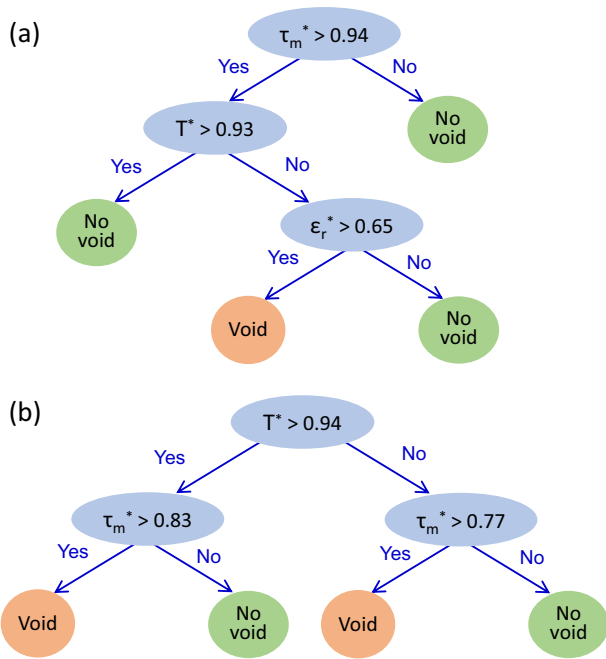 (a)
τm* > 0.94
Yes
No
T* > 0.93
No
void
Yes
No
No
void
εr* > 0.65
Yes
No
Void
No
void
(b)
T* > 0.94
Yes
No
τm* > 0.83
τm* > 0.77
Yes
No
Yes
No
Void
No
void
Void
No
void